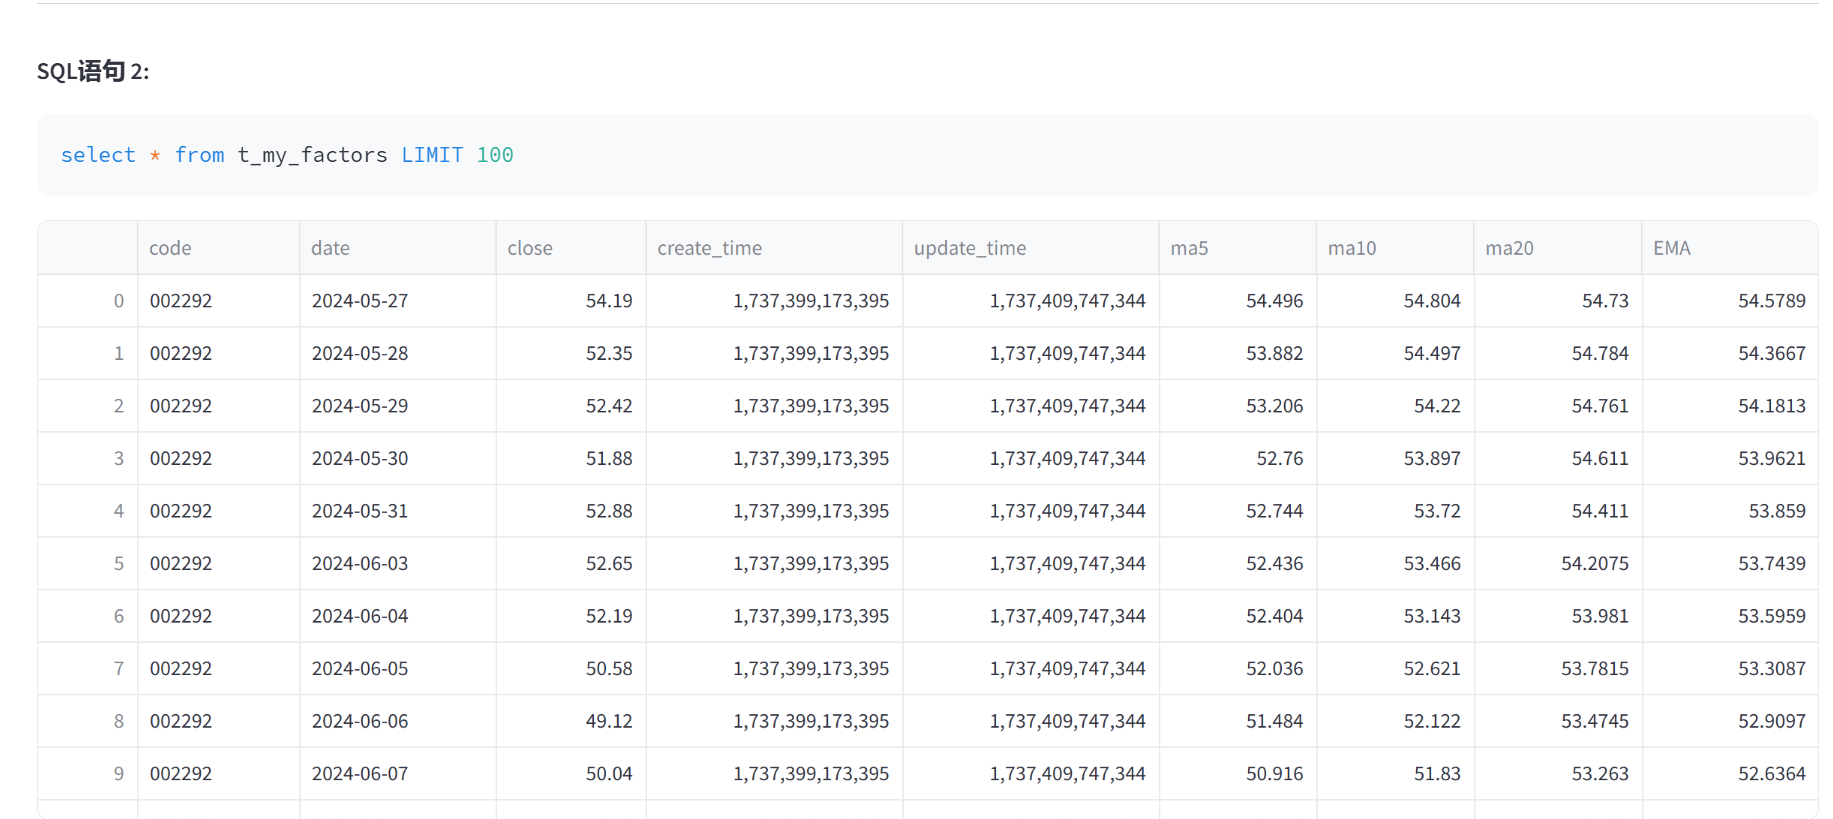 SQL语句 2:
select * from t_my_factors LIMIT 100
code date close create_time update_time ma5 ma10 ma20 EMA
0 002292 2024-05-27 54.19 1,737,399,173,395 1,737,409,747,344 54.496 54.804 54.73 54.5789
1 002292 2024-05-28 52.35 1,737,399,173,395 1,737,409,747,344 53.882 54.497 54.784 54.3667
2 002292 2024-05-29 52.42 1,737,399,173,395 1,737,409,747,344 53.206 54.22 54.761 54.1813
3 002292 2024-05-30 51.88 1,737,399,173,395 1,737,409,747,344 52.76 53.897 54.611 53.9621
4 002292 2024-05-31 52.88 1,737,399,173,395 1,737,409,747,344 52.744 53.72 54.411 53.859
5 002292 2024-06-03 52.65 1,737,399,173,395 1,737,409,747,344 52.436 53.466 54.2075 53.7439
6 002292 2024-06-04 52.19 1,737,399,173,395 1,737,409,747,344 52.404 53.143 53.981 53.5959
7 002292 2024-06-05 50.58 1,737,399,173,395 1,737,409,747,344 52.036 52.621 53.7815 53.3087
8 002292 2024-06-06 49.12 1,737,399,173,395 1,737,409,747,344 51.484 52.122 53.4745 52.9097
9 002292 2024-06-07 50.04 1,737,399,173,395 1,737,409,747,344 50.916 51.83 53.263 52.6364